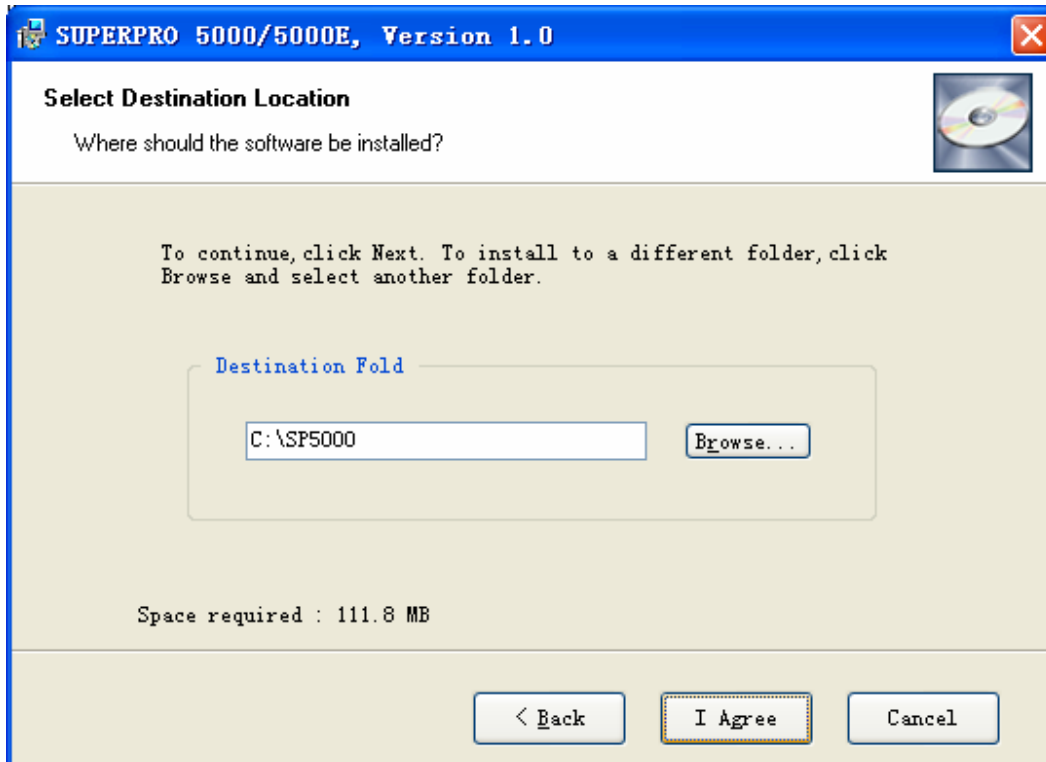 SUPERPRO 5000/5000E, Version 1.0
Select Destination Location
Where should the software be installed?
To continue,click Next. To install to a different folder,click
Browse and select another folder.
Destination Fold
C:\SP5000
Browse...
Space required : 111.8 MB
< Back
I Agree
Cancel